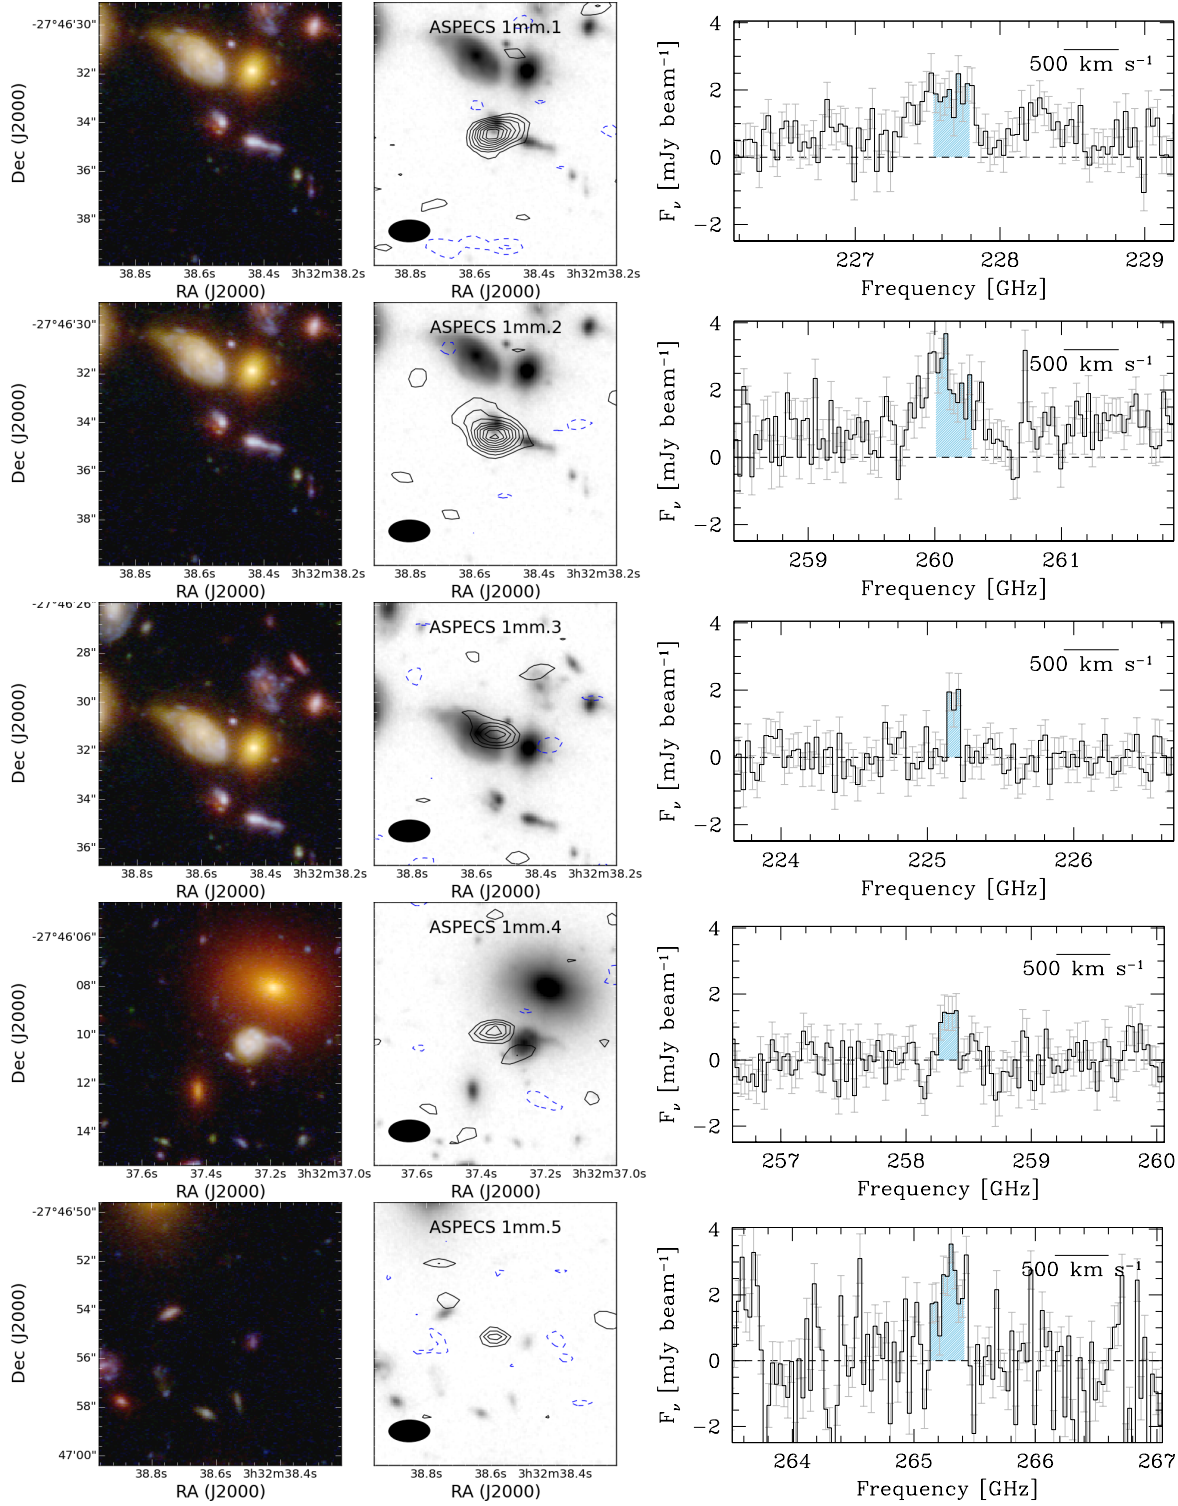 -27°46'30"
32"
34"
36"
38"
Dec (J2000)
38.8s 38.6s 38.4s 3h32m38.2s
RA (J2000)
ASPECS 1mm.1
38.8s 38.6s 38.4s 3h32m38.2s
RA (J2000)
4
2
0
−2
Fν [mJy beam⁻¹]
500 km s⁻¹
227 228 229
Frequency [GHz]
-27°46'30"
32"
34"
36"
38"
Dec (J2000)
38.8s 38.6s 38.4s 3h32m38.2s
RA (J2000)
ASPECS 1mm.2
38.8s 38.6s 38.4s 3h32m38.2s
RA (J2000)
4
2
0
−2
Fν [mJy beam⁻¹]
500 km s⁻¹
259 260 261
Frequency [GHz]
-27°46'26"
28"
30"
32"
34"
36"
Dec (J2000)
38.8s 38.6s 38.4s 3h32m38.2s
RA (J2000)
ASPECS 1mm.3
38.8s 38.6s 38.4s 3h32m38.2s
RA (J2000)
4
2
0
−2
Fν [mJy beam⁻¹]
500 km s⁻¹
224 225 226
Frequency [GHz]
-27°46'06"
08"
10"
12"
14"
Dec (J2000)
37.6s 37.4s 37.2s 3h32m37.0s
RA (J2000)
ASPECS 1mm.4
37.6s 37.4s 37.2s 3h32m37.0s
RA (J2000)
4
2
0
−2
Fν [mJy beam⁻¹]
500 km s⁻¹
257 258 259 260
Frequency [GHz]
-27°46'50"
52"
54"
56"
58"
47'00"
Dec (J2000)
38.8s 38.6s 3h32m38.4s
RA (J2000)
ASPECS 1mm.5
38.8s 38.6s 3h32m38.4s
RA (J2000)
4
2
0
−2
Fν [mJy beam⁻¹]
500 km s⁻¹
264 265 266 267
Frequency [GHz]